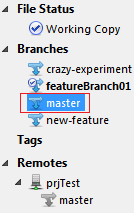 File Status
Working Copy
Branches
crazy-experiment
featureBranch01
master
new-feature
Tags
Remotes
prjTest
master